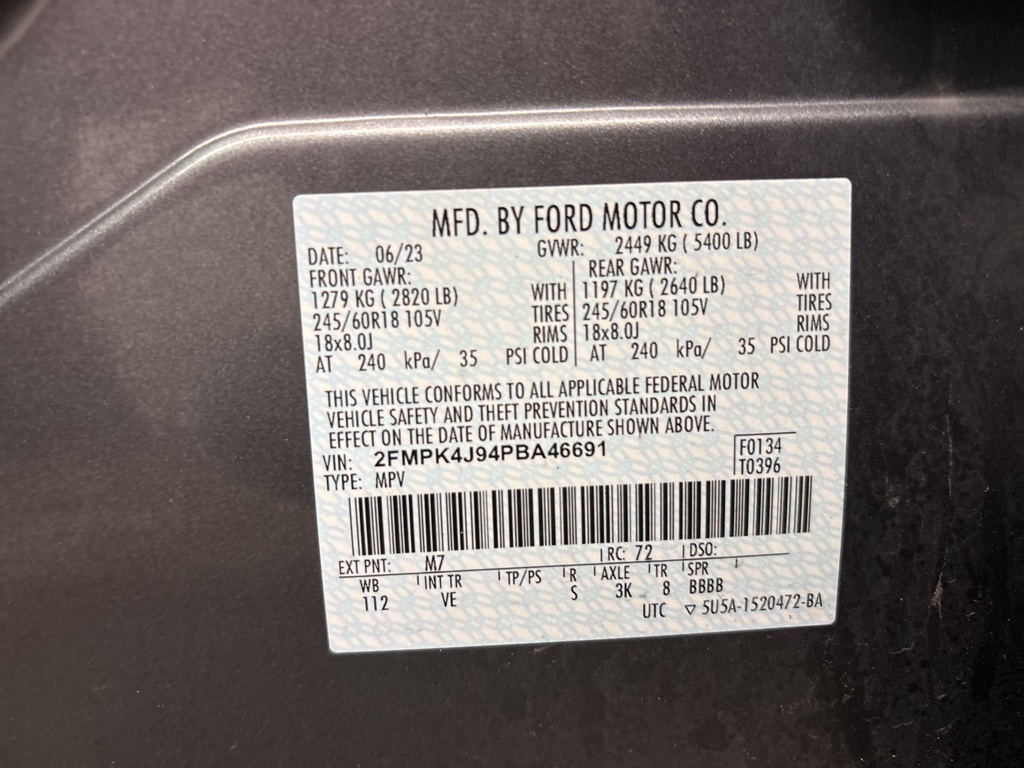 MFD. BY FORD MOTOR CO.
DATE: 06/23 GVWR: 2449 KG ( 5400 LB)
FRONT GAWR: REAR GAWR:
1279 KG ( 2820 LB) WITH 1197 KG ( 2640 LB) WITH
245/60R18 105V TIRES 245/60R18 105V TIRES
18x8.0J RIMS 18x8.0J RIMS
AT 240 kPa/ 35 PSI COLD AT 240 kPa/ 35 PSI COLD
THIS VEHICLE CONFORMS TO ALL APPLICABLE FEDERAL MOTOR
VEHICLE SAFETY AND THEFT PREVENTION STANDARDS IN
EFFECT ON THE DATE OF MANUFACTURE SHOWN ABOVE.
VIN: 2FMPK4J94PBA46691 F0134
TYPE: MPV T0396
EXT PNT: M7 RC: 72 DSO:
WB INT TR TP/PS R AXLE TR SPR
112 VE S 3K 8 BBBB
UTC ▽ 5U5A-1520472-BA